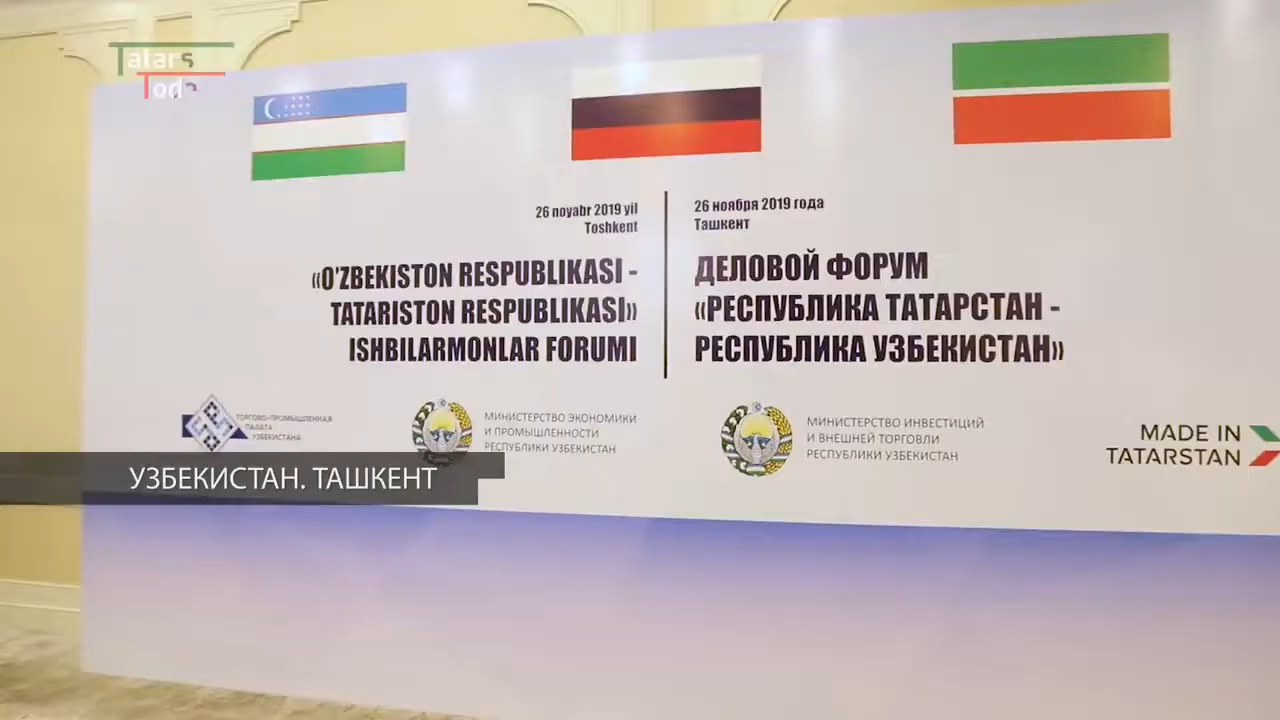 Tatars
Tod
26 noyabr 2019 yil
Toshkent
«O'ZBEKISTON RESPUBLIKASI -
TATARISTON RESPUBLIKASI»
ISHBILARMONLAR FORUMI
26 ноября 2019 года
Ташкент
ДЕЛОВОЙ ФОРУМ
«РЕСПУБЛИКА ТАТАРСТАН -
РЕСПУБЛИКА УЗБЕКИСТАН»
ТОРГОВО-ПРОМЫШЛЕННАЯ
ПАЛАТА
УЗБЕКИСТАНА
МИНИСТЕРСТВО ЭКОНОМИКИ
И ПРОМЫШЛЕННОСТИ
РЕСПУБЛИКИ УЗБЕКИСТАН
МИНИСТЕРСТВО ИНВЕСТИЦИЙ
И ВНЕШНЕЙ ТОРГОВЛИ
РЕСПУБЛИКИ УЗБЕКИСТАН
MADE IN
TATARSTAN
УЗБЕКИСТАН. ТАШКЕНТ